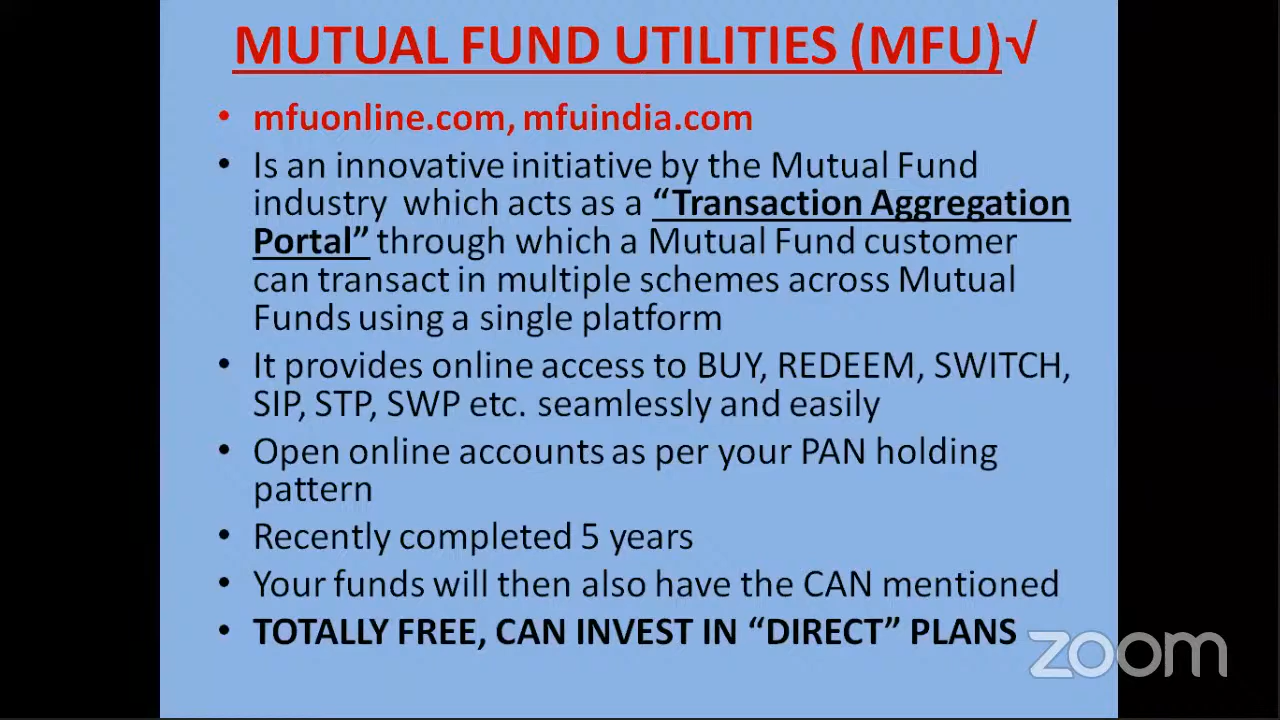 MUTUAL FUND UTILITIES (MFU)√
• mfuonline.com, mfuindia.com
• Is an innovative initiative by the Mutual Fund
industry which acts as a “Transaction Aggregation
Portal” through which a Mutual Fund customer
can transact in multiple schemes across Mutual
Funds using a single platform
• It provides online access to BUY, REDEEM, SWITCH,
SIP, STP, SWP etc. seamlessly and easily
• Open online accounts as per your PAN holding
pattern
• Recently completed 5 years
• Your funds will then also have the CAN mentioned
• TOTALLY FREE, CAN INVEST IN “DIRECT” PLANS
zoom